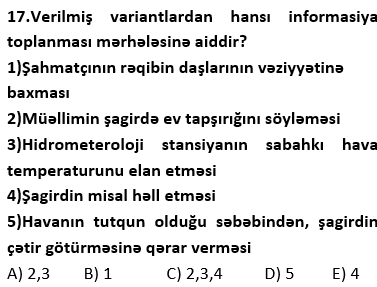 17.Verilmiş variantlardan hansı informasiya
toplanması mərhələsinə aiddir?
1)Şahmatçının rəqibin daşlarının vəziyyətinə
baxması
2)Müəllimin şagirdə ev tapşırığını söyləməsi
3)Hidrometeroloji stansiyanın sabahkı hava
temperaturunu elan etməsi
4)Şagirdin misal həll etməsi
5)Havanın tutqun olduğu səbəbindən, şagirdin
çətir götürməsinə qərar verməsi
A) 2,3 B) 1 C) 2,3,4 D) 5 E) 4